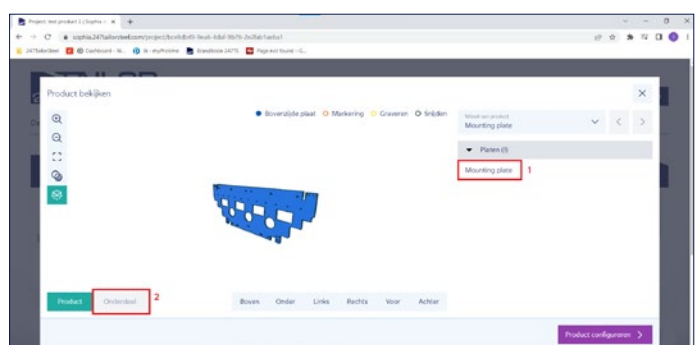 Project: test product 2 | Sophia
sophia.247tailorsteel.com/project/
247TailorSteel
Dashboard - N...
Brandbook 247TS
Page not found - G...
Product bekijken
Bovenzijde plaat Markering Graveren Snijden
Mounting plate
Platen (1)
Mounting plate 1
Product Onderdeel 2
Boven Onder Links Rechts Voor Achter
Product configureren